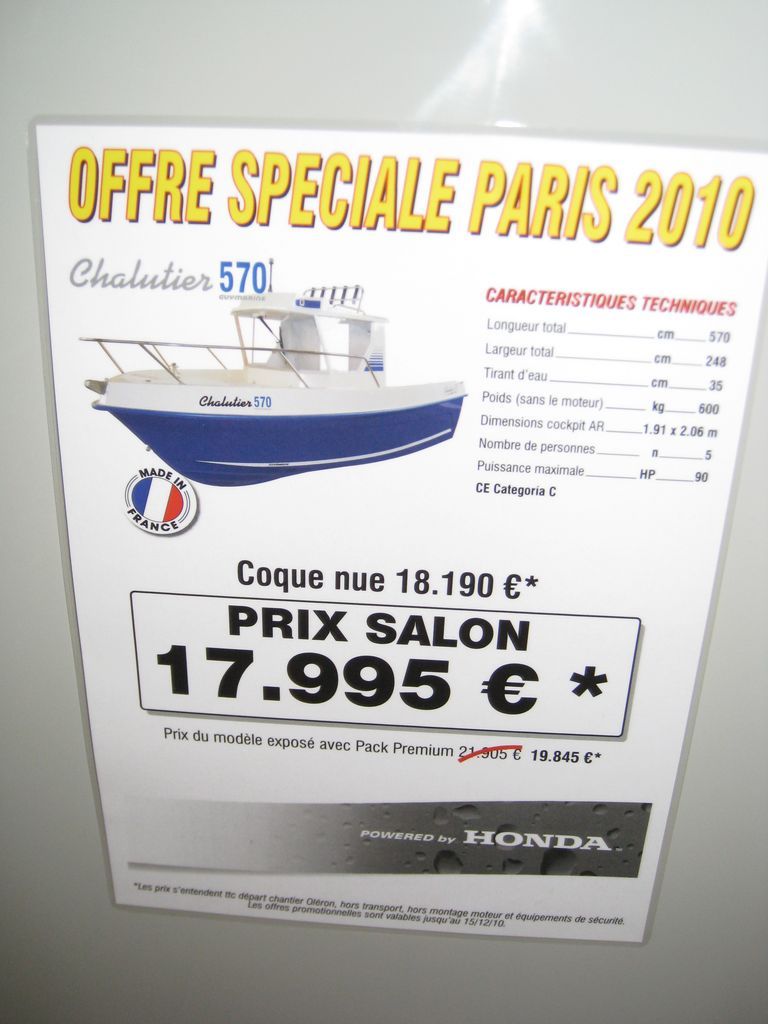 OFFRE SPECIALE PARIS 2010
Chalutier 570
CARACTERISTIQUES TECHNIQUES
Longueur total cm 570
Largeur total cm 248
Tirant d'eau cm 35
Poids (sans le moteur) kg 600
Dimensions cockpit AR 1.91 x 2.06 m
Nombre de personnes n 5
Puissance maximale HP 90
CE Categoria C
Chalutier 570
MADE IN
FRANCE
Coque nue 18.190 €*
PRIX SALON
17.995 € *
Prix du modèle exposé avec Pack Premium 21.905 € 19.845 €*
POWERED by HONDA
*Les prix s'entendent ttc départ chantier Oléron, hors transport, hors montage moteur et équipements de sécurité.
Les offres promotionnelles sont valables jusqu'au 15/12/10.